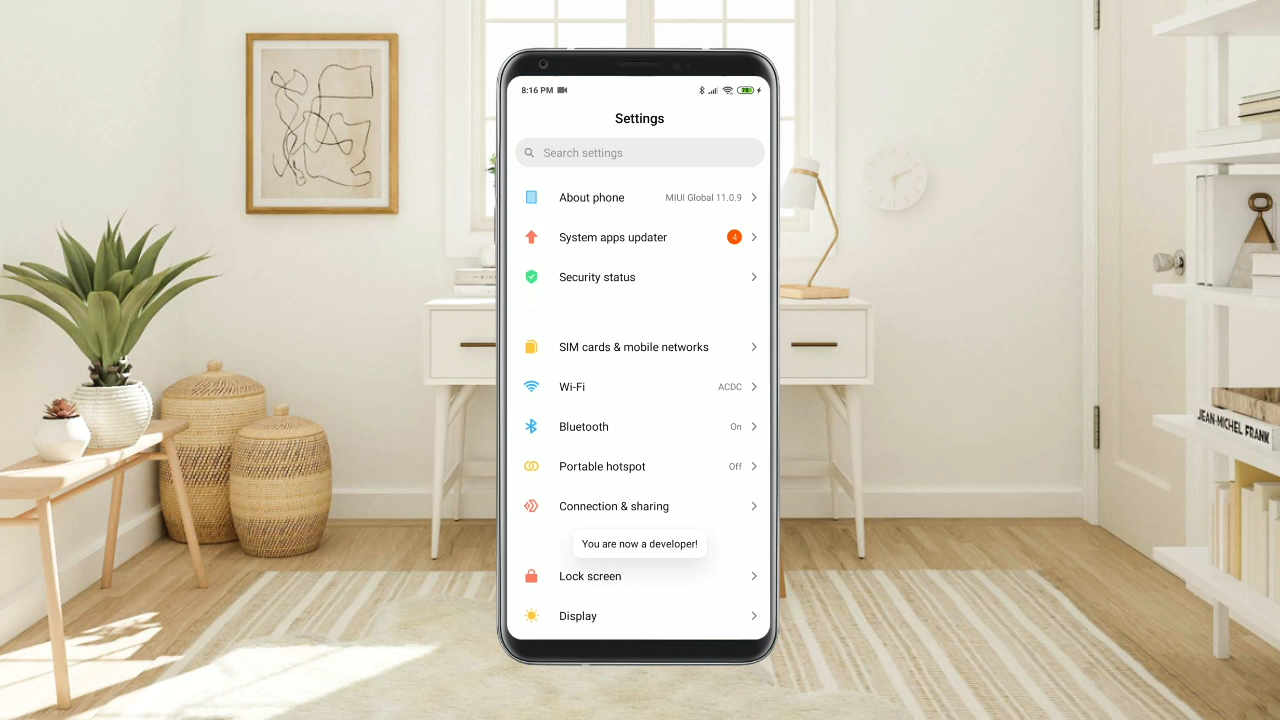 8:16 PM
Settings
Search settings
About phone MIUI Global 11.0.9
System apps updater 4
Security status
SIM cards & mobile networks
Wi-Fi ACDC
Bluetooth On
Portable hotspot Off
Connection & sharing
You are now a developer!
Lock screen
Display
JEAN-MICHEL FRANK